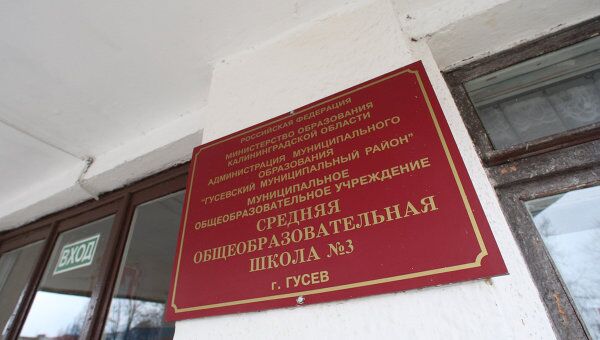 РОССИЙСКАЯ ФЕДЕРАЦИЯ
МИНИСТЕРСТВО ОБРАЗОВАНИЯ
КАЛИНИНГРАДСКОЙ ОБЛАСТИ
АДМИНИСТРАЦИЯ МУНИЦИПАЛЬНОГО
ОБРАЗОВАНИЯ
"ГУСЕВСКИЙ МУНИЦИПАЛЬНЫЙ РАЙОН"
МУНИЦИПАЛЬНОЕ
ОБЩЕОБРАЗОВАТЕЛЬНОЕ УЧРЕЖДЕНИЕ
СРЕДНЯЯ
ОБЩЕОБРАЗОВАТЕЛЬНАЯ
ШКОЛА №3
г. ГУСЕВ
ВХОД